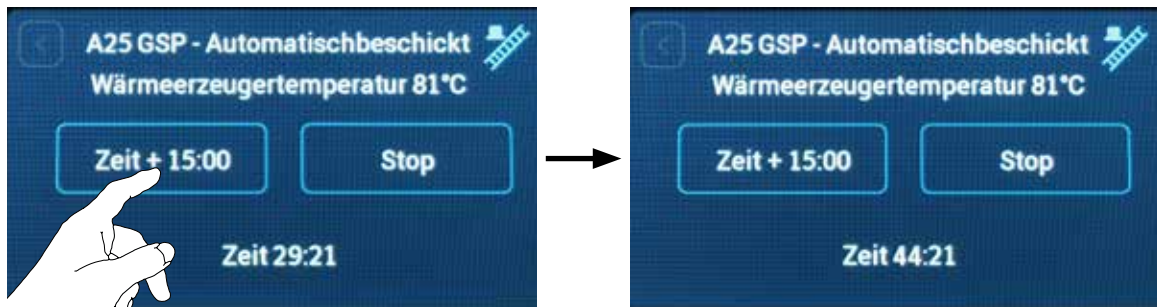 A25 GSP - Automatischbeschickt
Wärmeerzeugertemperatur 81°C
Zeit + 15:00
Stop
Zeit 29:21
A25 GSP - Automatischbeschickt
Wärmeerzeugertemperatur 81°C
Zeit + 15:00
Stop
Zeit 44:21